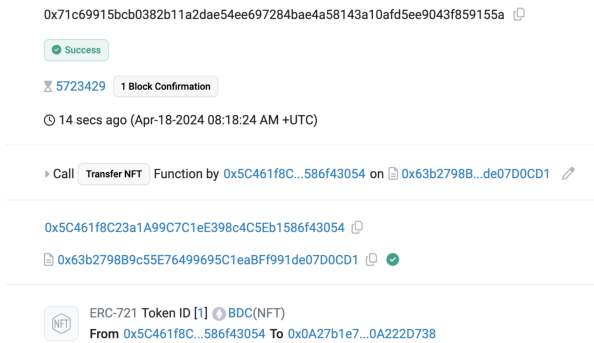 0x71c69915bcb0382b11a2dae54ee697284bae4a58143a10afd5ee9043f859155a
Success
5723429 1 Block Confirmation
14 secs ago (Apr-18-2024 08:18:24 AM +UTC)
Call Transfer NFT Function by 0x5C461f8C...586f43054 on 0x63b2798B...de07D0CD1
0x5C461f8C23a1A99C7C1eE398c4C5Eb1586f43054
0x63b2798B9c55E76499695C1eaBFf991de07D0CD1
NFT ERC-721 Token ID [1] BDC(NFT)
From 0x5C461f8C...586f43054 To 0x0A27b1e7...0A222D738